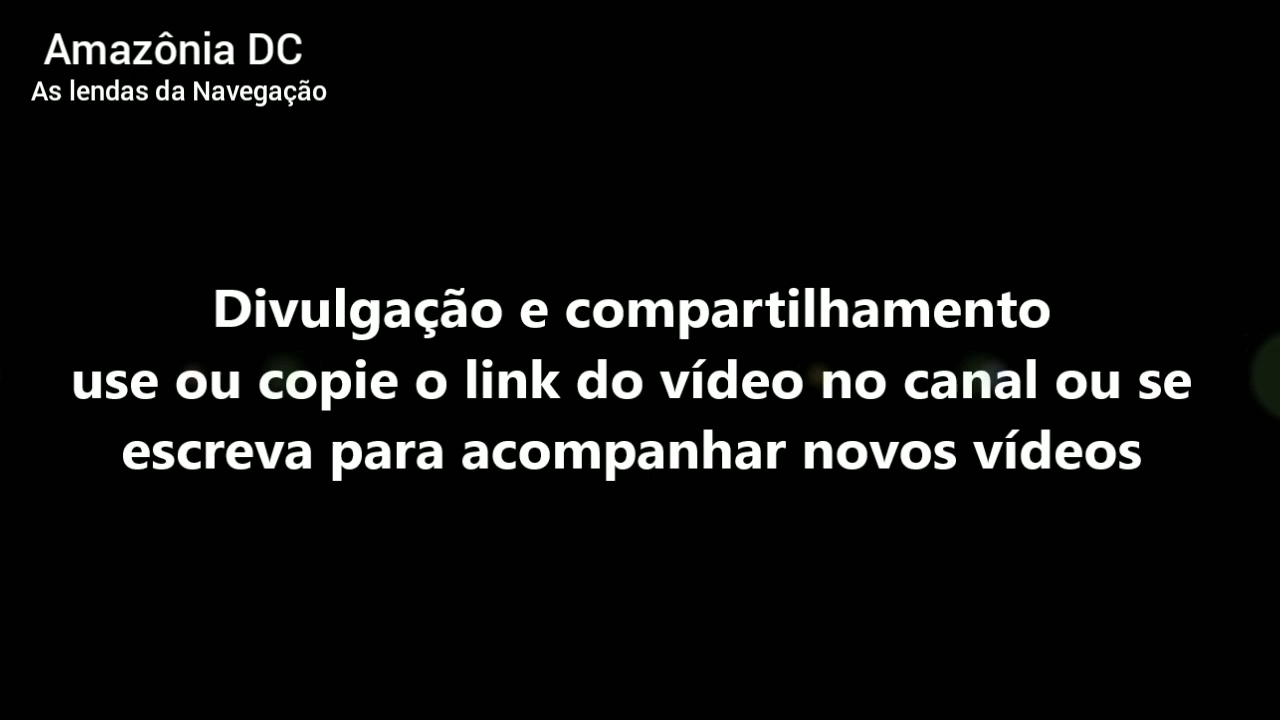 Amazônia DC
As lendas da Navegação
Divulgação e compartilhamento
use ou copie o link do vídeo no canal ou se
escreva para acompanhar novos vídeos